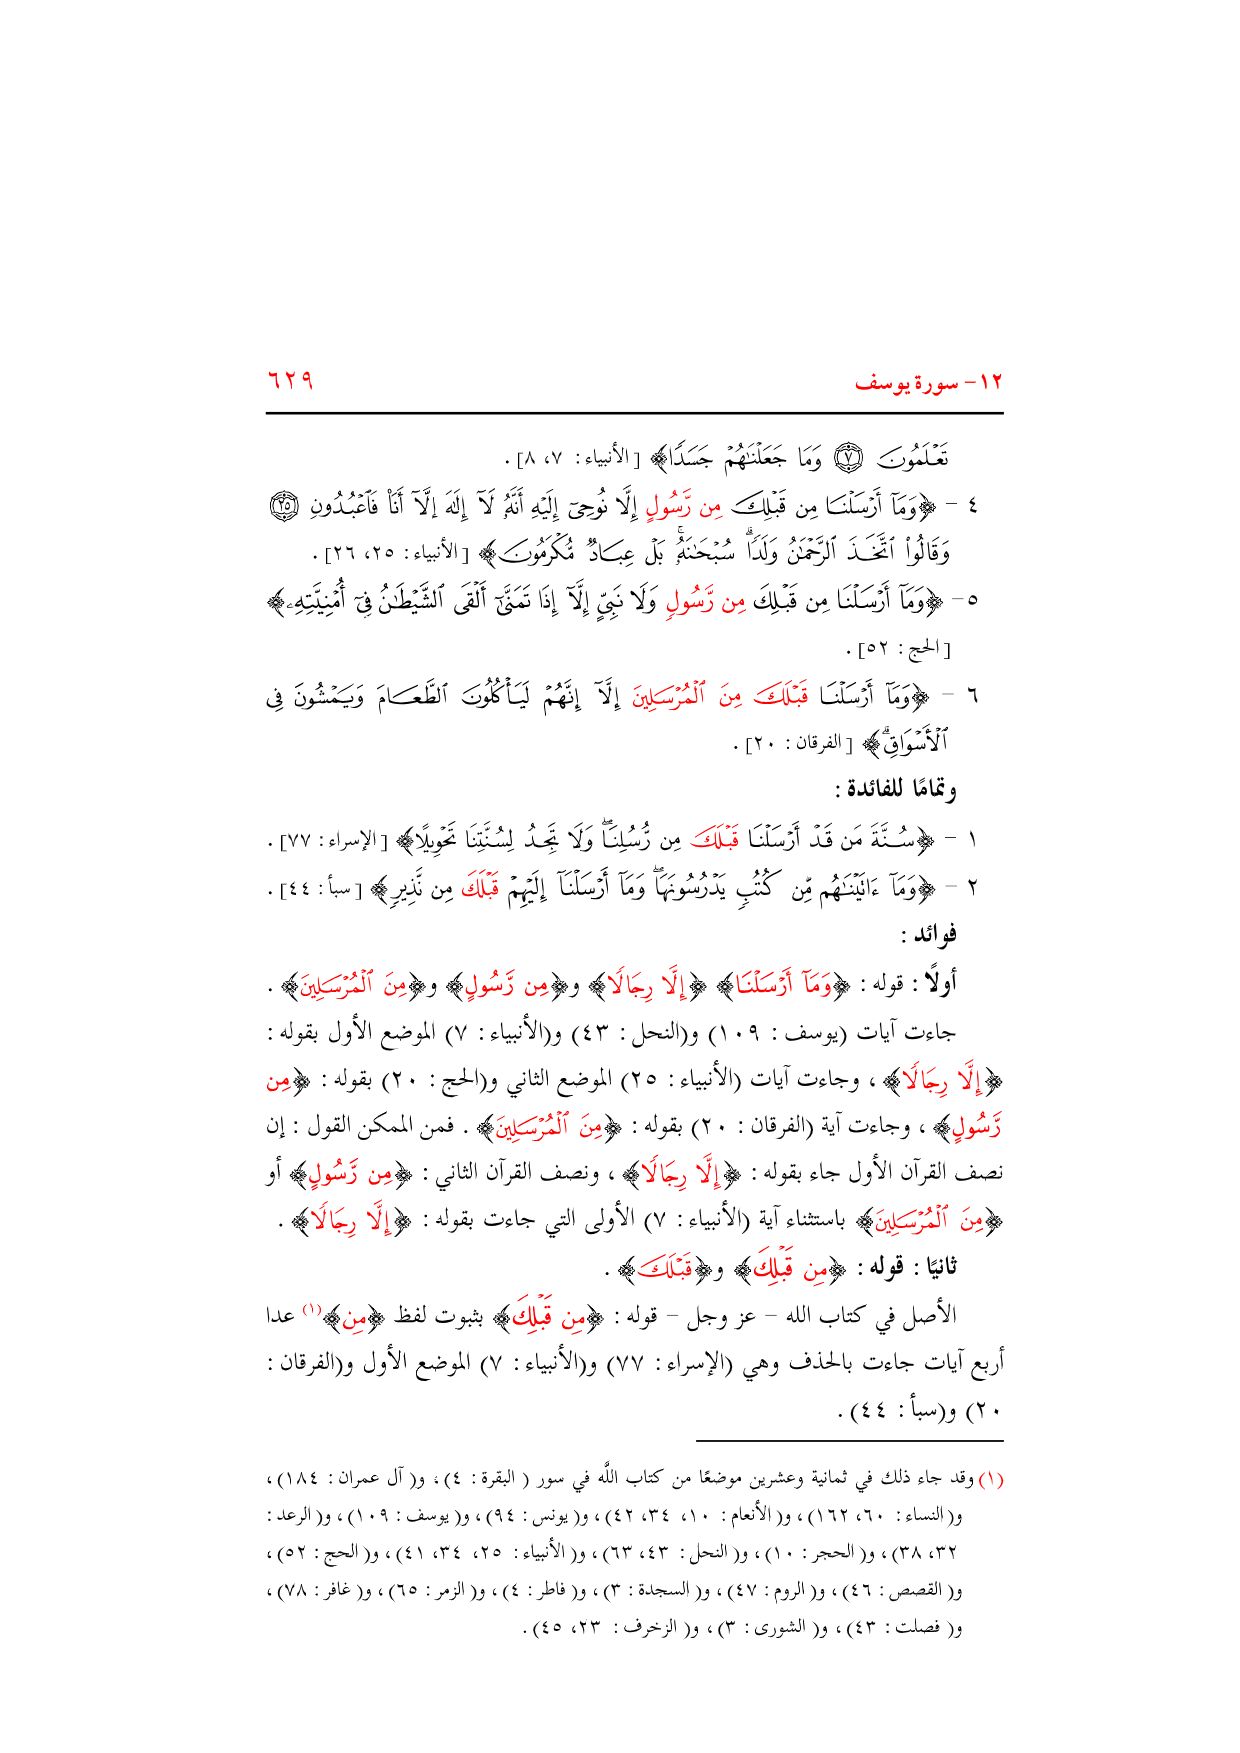 ١٢ - سورة يوسف ٦٢٩
تَعْلَمُونَ ﴿٧﴾ وَمَا جَعَلْنَٰهُمْ جَسَدًا﴾ [الأنبياء : ٧، ٨] .
٤ - ﴿وَمَآ أَرْسَلْنَا مِن قَبْلِكَ مِن رَّسُولٍ إِلَّا نُوحِىٓ إِلَيْهِ أَنَّهُۥ لَآ إِلَٰهَ إِلَّآ أَنَا۠ فَٱعْبُدُونِ ﴿٢٥﴾
وَقَالُوا۟ ٱتَّخَذَ ٱلرَّحْمَٰنُ وَلَدًا ۗ سُبْحَٰنَهُۥ ۚ بَلْ عِبَادٌ مُّكْرَمُونَ﴾ [الأنبياء : ٢٥، ٢٦] .
٥ - ﴿وَمَآ أَرْسَلْنَا مِن قَبْلِكَ مِن رَّسُولٍ وَلَا نَبِىٍّ إِلَّآ إِذَا تَمَنَّىٰٓ أَلْقَى ٱلشَّيْطَٰنُ فِىٓ أُمْنِيَّتِهِۦ﴾
[الحج : ٥٢] .
٦ - ﴿وَمَآ أَرْسَلْنَا قَبْلَكَ مِنَ ٱلْمُرْسَلِينَ إِلَّآ إِنَّهُمْ لَيَأْكُلُونَ ٱلطَّعَامَ وَيَمْشُونَ فِى
ٱلْأَسْوَاقِ ۗ﴾ [الفرقان : ٢٠] .
وتمامًا للفائدة :
١ - ﴿سُنَّةَ مَن قَدْ أَرْسَلْنَا قَبْلَكَ مِن رُّسُلِنَا ۖ وَلَا تَجِدُ لِسُنَّتِنَا تَحْوِيلًا﴾ [الإسراء : ٧٧] .
٢ - ﴿وَمَآ ءَاتَيْنَٰهُم مِّن كُتُبٍ يَدْرُسُونَهَا ۖ وَمَآ أَرْسَلْنَآ إِلَيْهِمْ قَبْلَكَ مِن نَّذِيرٍ﴾ [سبأ : ٤٤] .
فوائد :
أولًا : قوله : ﴿وَمَآ أَرْسَلْنَا﴾ ﴿إِلَّا رِجَالًا﴾ و﴿مِن رَّسُولٍ﴾ و﴿مِنَ ٱلْمُرْسَلِينَ﴾ .
جاءت آيات (يوسف : ١٠٩) و(النحل : ٤٣) و(الأنبياء : ٧) الموضع الأول بقوله :
﴿إِلَّا رِجَالًا﴾ ، وجاءت آيات (الأنبياء : ٢٥) الموضع الثاني و(الحج : ٢٠) بقوله : ﴿مِن
رَّسُولٍ﴾ ، وجاءت آية (الفرقان : ٢٠) بقوله : ﴿مِنَ ٱلْمُرْسَلِينَ﴾ . فمن الممكن القول : إن
نصف القرآن الأول جاء بقوله : ﴿إِلَّا رِجَالًا﴾ ، ونصف القرآن الثاني : ﴿مِن رَّسُولٍ﴾ أو
﴿مِنَ ٱلْمُرْسَلِينَ﴾ باستثناء آية (الأنبياء : ٧) الأولى التي جاءت بقوله : ﴿إِلَّا رِجَالًا﴾ .
ثانيًا : قوله : ﴿مِن قَبْلِكَ﴾ و﴿قَبْلَكَ﴾ .
الأصل في كتاب الله - عز وجل - قوله : ﴿مِن قَبْلِكَ﴾ بثبوت لفظ ﴿مِن﴾(١) عدا
أربع آيات جاءت بالحذف وهي (الإسراء : ٧٧) و(الأنبياء : ٧) الموضع الأول و(الفرقان :
٢٠) و(سبأ : ٤٤) .
(١) وقد جاء ذلك في ثمانية وعشرين موضعًا من كتاب اللَّه في سور ( البقرة : ٤) ، و( آل عمران : ١٨٤) ،
و( النساء : ٦٠، ١٦٢) ، و( الأنعام : ١٠، ٣٤، ٤٢) ، و( يونس : ٩٤) ، و( يوسف : ١٠٩) ، و( الرعد :
٣٢، ٣٨) ، و( الحجر : ١٠) ، و( النحل : ٤٣، ٦٣) ، و( الأنبياء : ٢٥، ٣٤، ٤١) ، و( الحج : ٥٢) ،
و( القصص : ٤٦) ، و( الروم : ٤٧) ، و( السجدة : ٣) ، و( فاطر : ٤) ، و( الزمر : ٦٥) ، و( غافر : ٧٨) ،
و( فصلت : ٤٣) ، و( الشورى : ٣) ، و( الزخرف : ٢٣، ٤٥) .